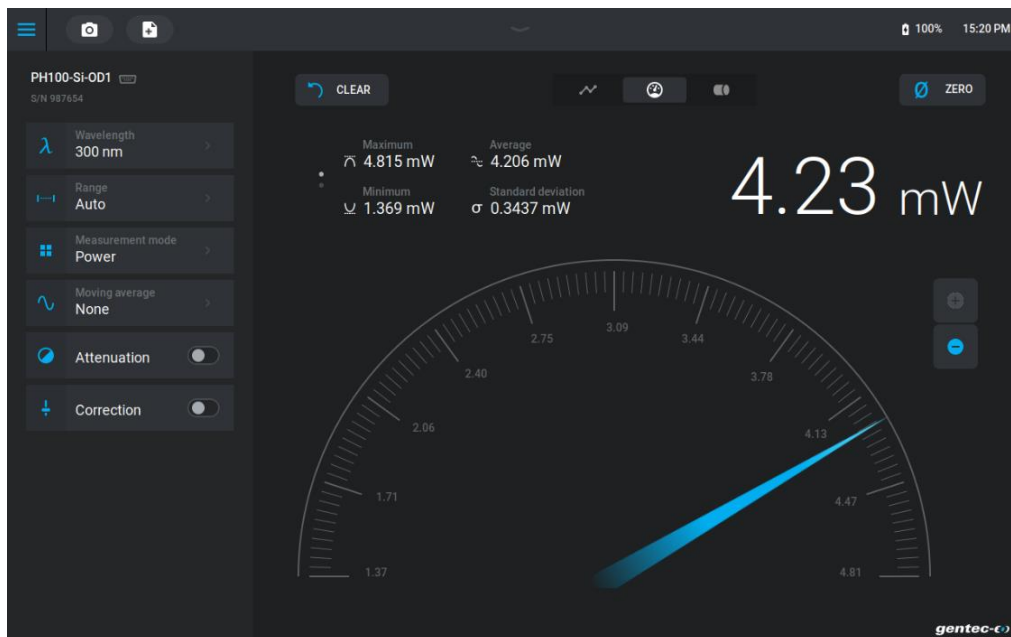 100% 15:20 PM
PH100-Si-OD1
S/N 987654
Wavelength
300 nm
Range
Auto
Measurement mode
Power
Moving average
None
Attenuation
Correction
CLEAR
ZERO
Maximum
4.815 mW
Average
4.206 mW
Minimum
1.369 mW
Standard deviation
σ 0.3437 mW
4.23 mW
1.37
1.71
2.06
2.40
2.75
3.09
3.44
3.78
4.13
4.47
4.81
gentec-eo